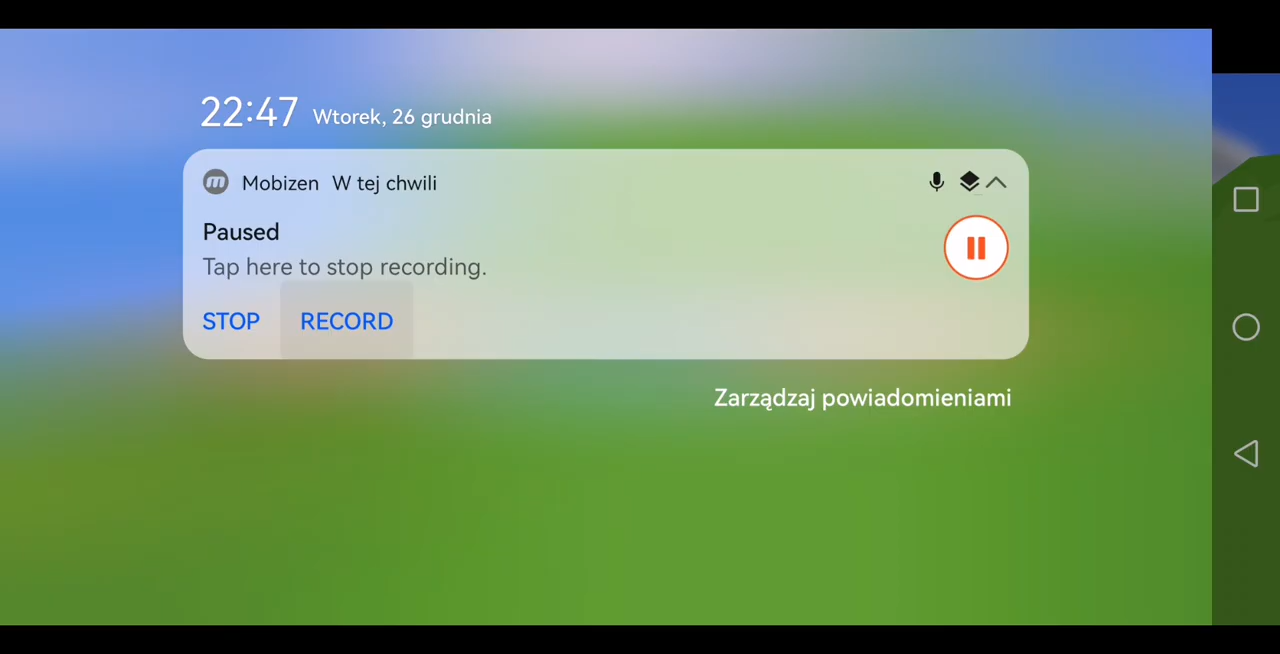 22:47 Wtorek, 26 grudnia
m Mobizen W tej chwili
Paused
Tap here to stop recording.
STOP RECORD
Zarządzaj powiadomieniami